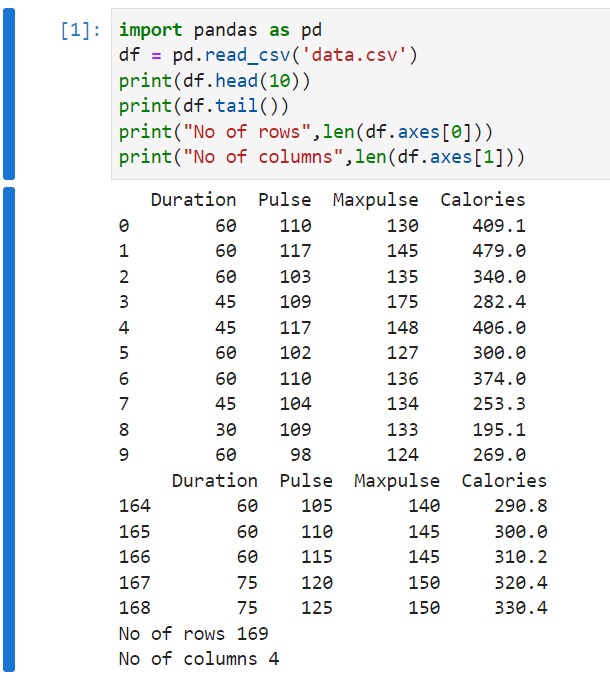 [1]: import pandas as pd
df = pd.read_csv('data.csv')
print(df.head(10))
print(df.tail())
print("No of rows",len(df.axes[0]))
print("No of columns",len(df.axes[1]))
Duration Pulse Maxpulse Calories
0 60 110 130 409.1
1 60 117 145 479.0
2 60 103 135 340.0
3 45 109 175 282.4
4 45 117 148 406.0
5 60 102 127 300.0
6 60 110 136 374.0
7 45 104 134 253.3
8 30 109 133 195.1
9 60 98 124 269.0
Duration Pulse Maxpulse Calories
164 60 105 140 290.8
165 60 110 145 300.0
166 60 115 145 310.2
167 75 120 150 320.4
168 75 125 150 330.4
No of rows 169
No of columns 4